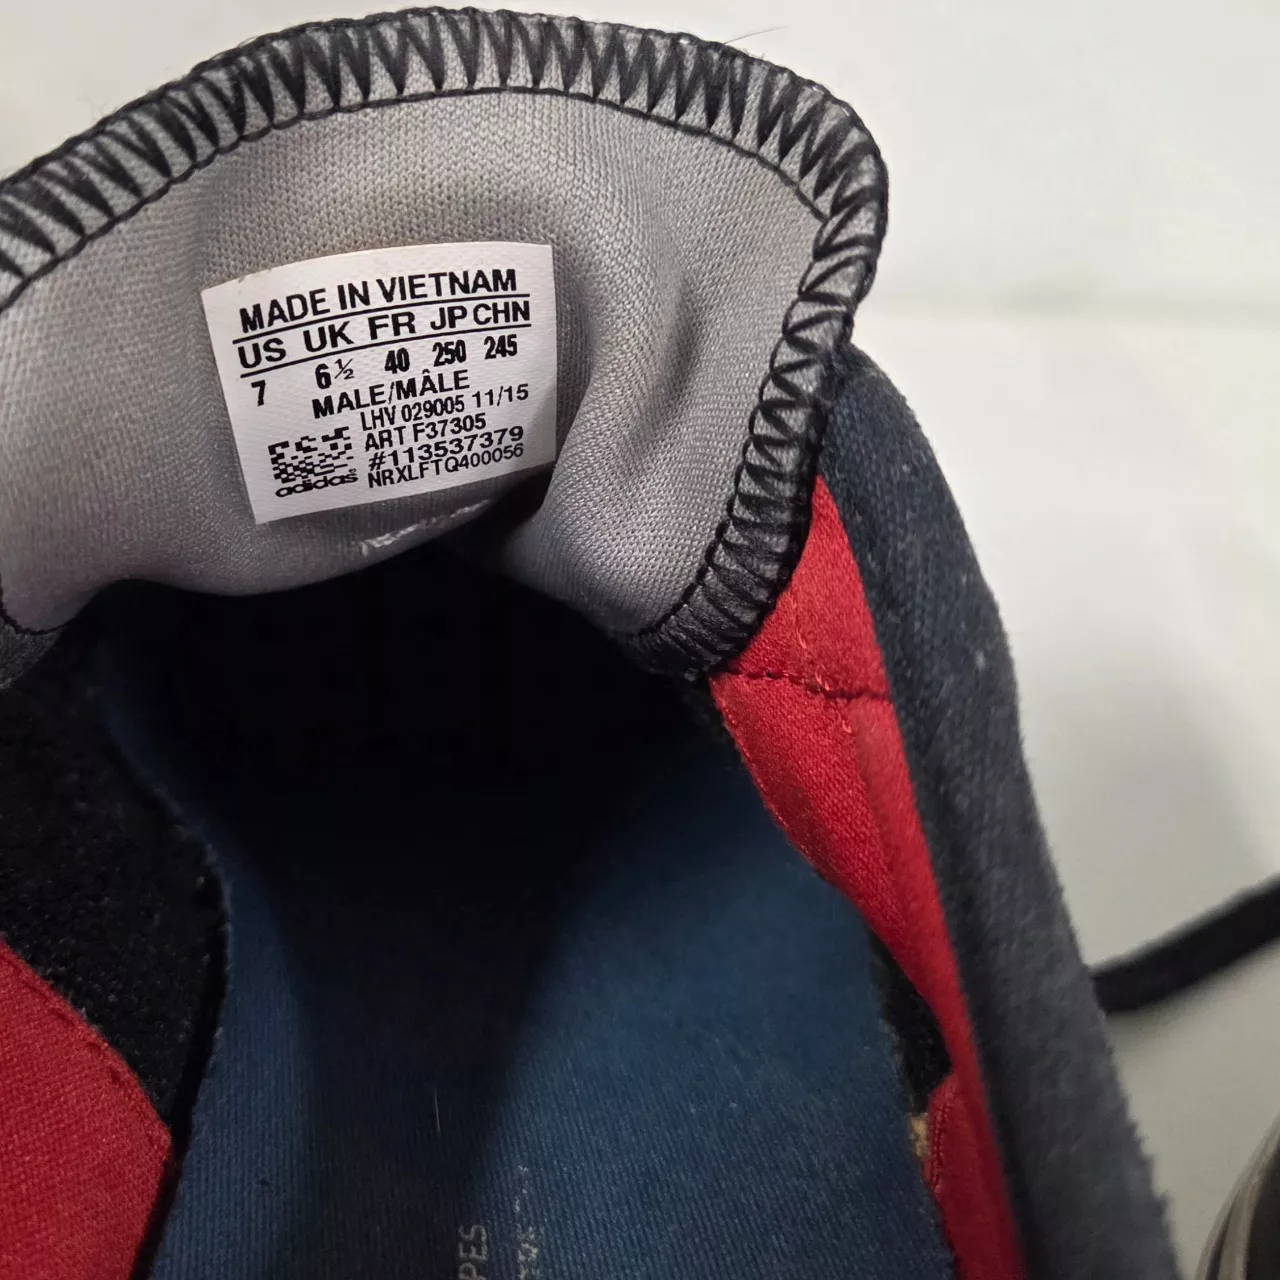 MADE IN VIETNAM
US UK FR JP CHN
7 6½ 40 250 245
MALE/MÂLE
LHV 029005 11/15
ART F37305
#113537379
NRXLFTQ400056
adidas®
PES